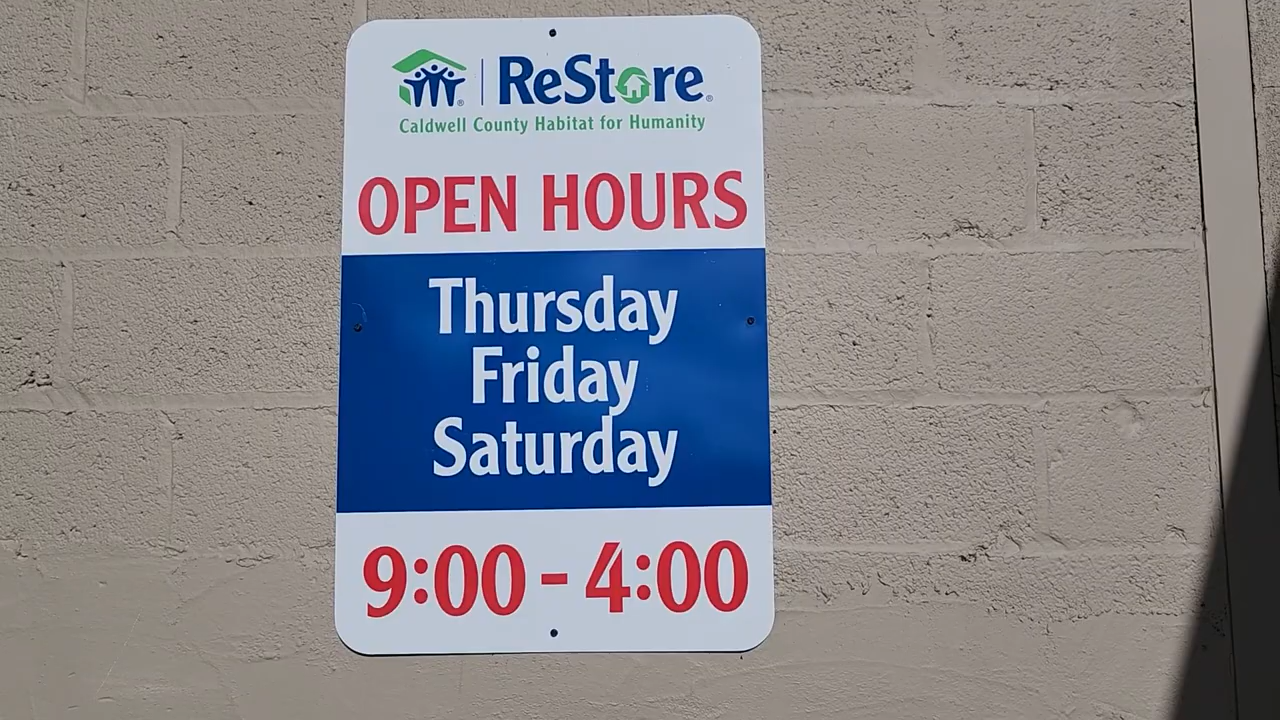 ReStore®
Caldwell County Habitat for Humanity
OPEN HOURS
Thursday
Friday
Saturday
9:00 - 4:00